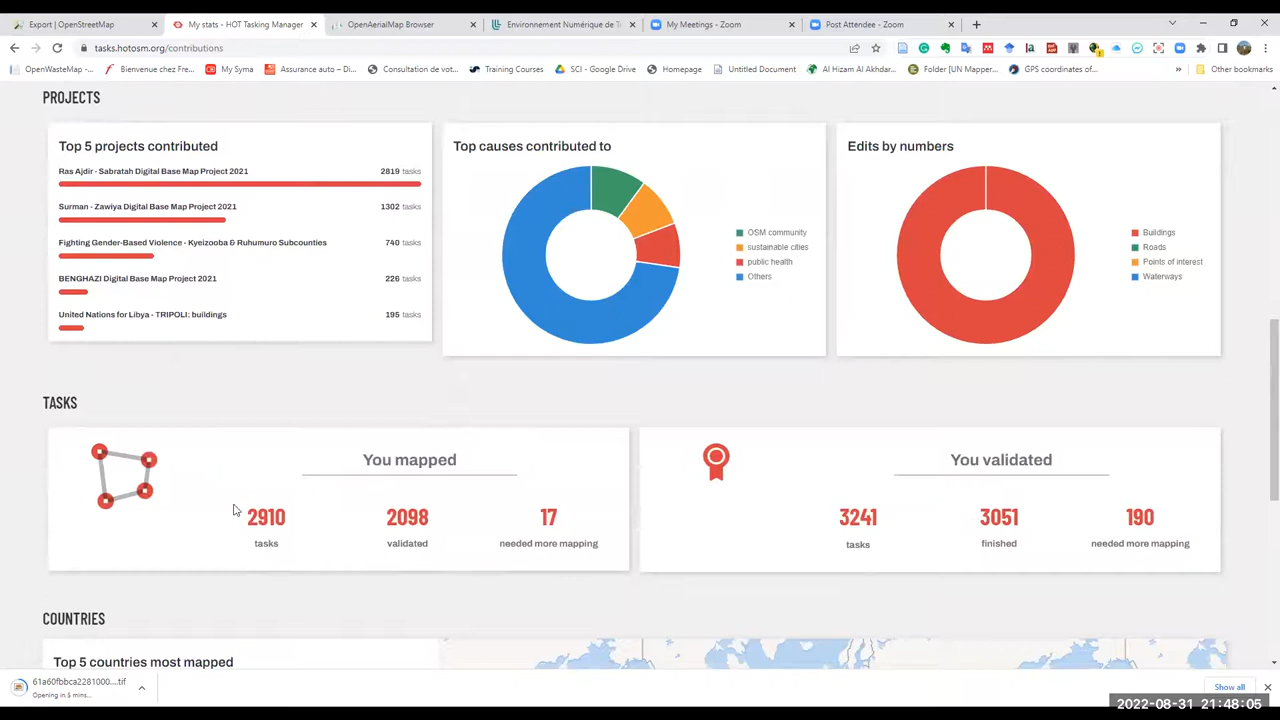 Export | OpenStreetMap
My stats - HOT Tasking Manager
OpenAerialMap Browser
Environnement Numérique de T
My Meetings - Zoom
Post Attendee - Zoom
tasks.hotosm.org/contributions
OpenWasteMap -...
Bienvenue chez Fre...
My Syma
Assurance auto – Di...
Consultation de vot...
Training Courses
SCI - Google Drive
Homepage
Untitled Document
Al Hizam Al Akhdar...
Folder [UN Mapper...
GPS coordinates of...
»
Other bookmarks
PROJECTS
Top 5 projects contributed
Ras Ajdir - Sabratah Digital Base Map Project 2021 2819 tasks
Surman - Zawiya Digital Base Map Project 2021 1302 tasks
Fighting Gender-Based Violence - Kyeizooba & Ruhumuro Subcounties 740 tasks
BENGHAZI Digital Base Map Project 2021 226 tasks
United Nations for Libya - TRIPOLI: buildings 195 tasks
Top causes contributed to
OSM community
sustainable cities
public health
Others
Edits by numbers
Buildings
Roads
Points of interest
Waterways
TASKS
You mapped
2910 2098 17
tasks validated needed more mapping
You validated
3241 3051 190
tasks finished needed more mapping
COUNTRIES
Top 5 countries most mapped
61a60fbbca2281000....tif
Opening in 5 mins...
Show all
2022-08-31 21:48:05